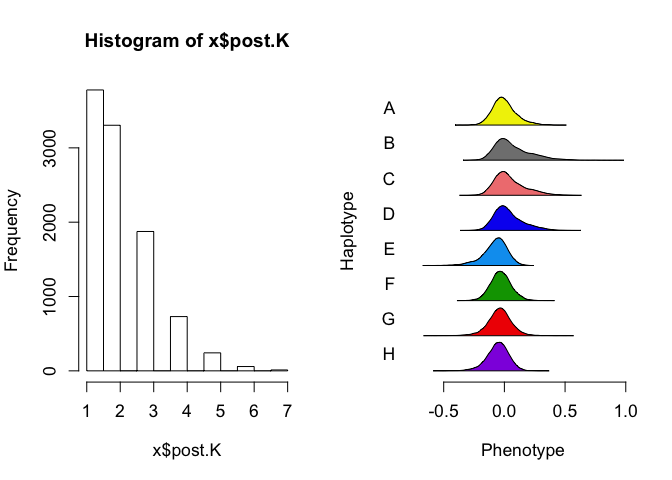 Histogram of x$post.K
Frequency
0
1000
2000
3000
1 2 3 4 5 6 7
x$post.K
Haplotype
A
B
C
D
E
F
G
H
-0.5 0.0 0.5 1.0
Phenotype